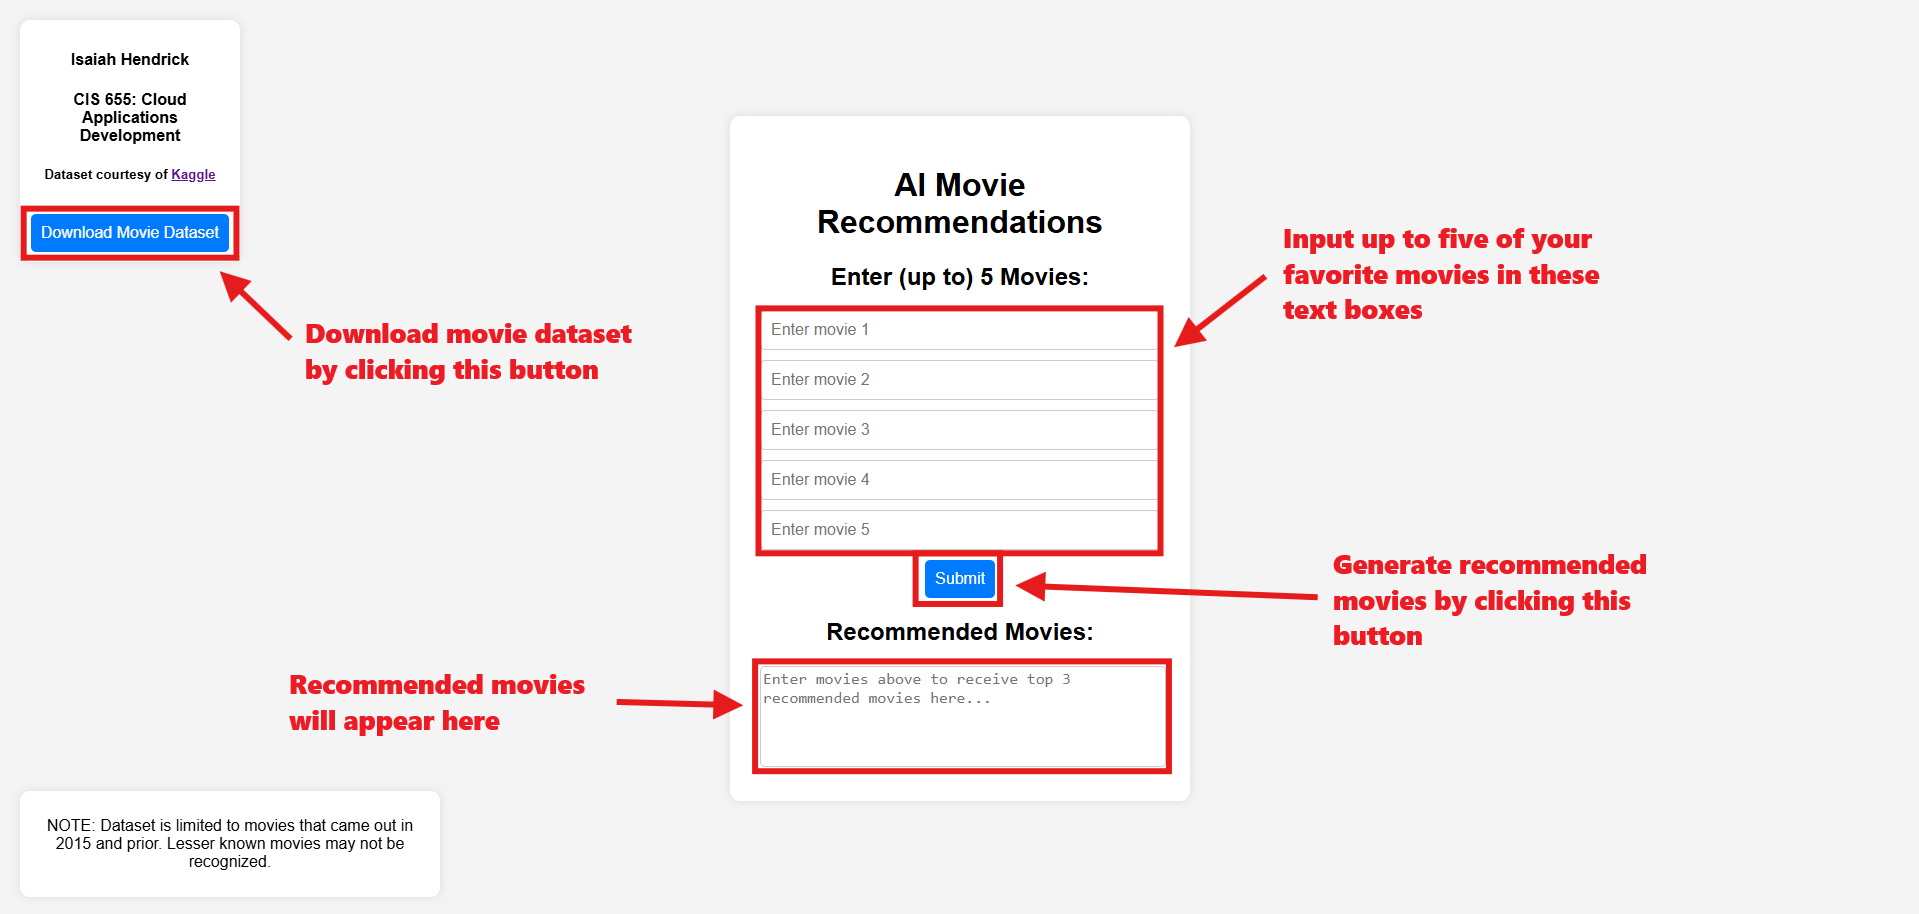 Isaiah Hendrick
CIS 655: Cloud
Applications
Development
Dataset courtesy of Kaggle
Download Movie Dataset
Download movie dataset
by clicking this button
AI Movie
Recommendations
Enter (up to) 5 Movies:
Enter movie 1
Enter movie 2
Enter movie 3
Enter movie 4
Enter movie 5
Input up to five of your
favorite movies in these
text boxes
Submit
Generate recommended
movies by clicking this
button
Recommended Movies:
Enter movies above to receive top 3
recommended movies here...
Recommended movies
will appear here
NOTE: Dataset is limited to movies that came out in
2015 and prior. Lesser known movies may not be
recognized.